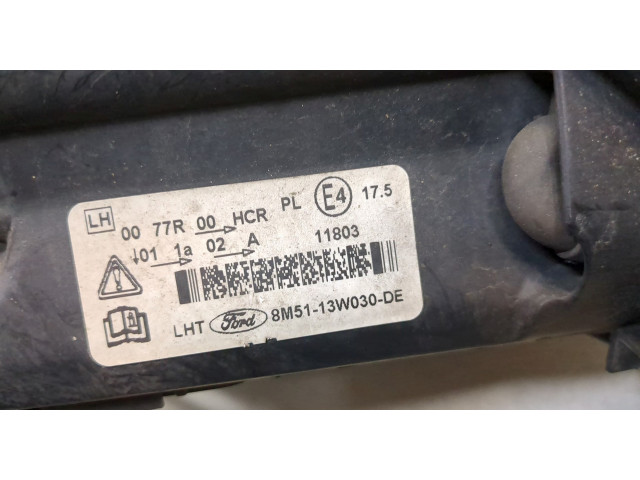 LH 00 77R 00 HCR PL E4 17.5
01 1a 02 A 11803
LHT Ford 8M51-13W030-DE